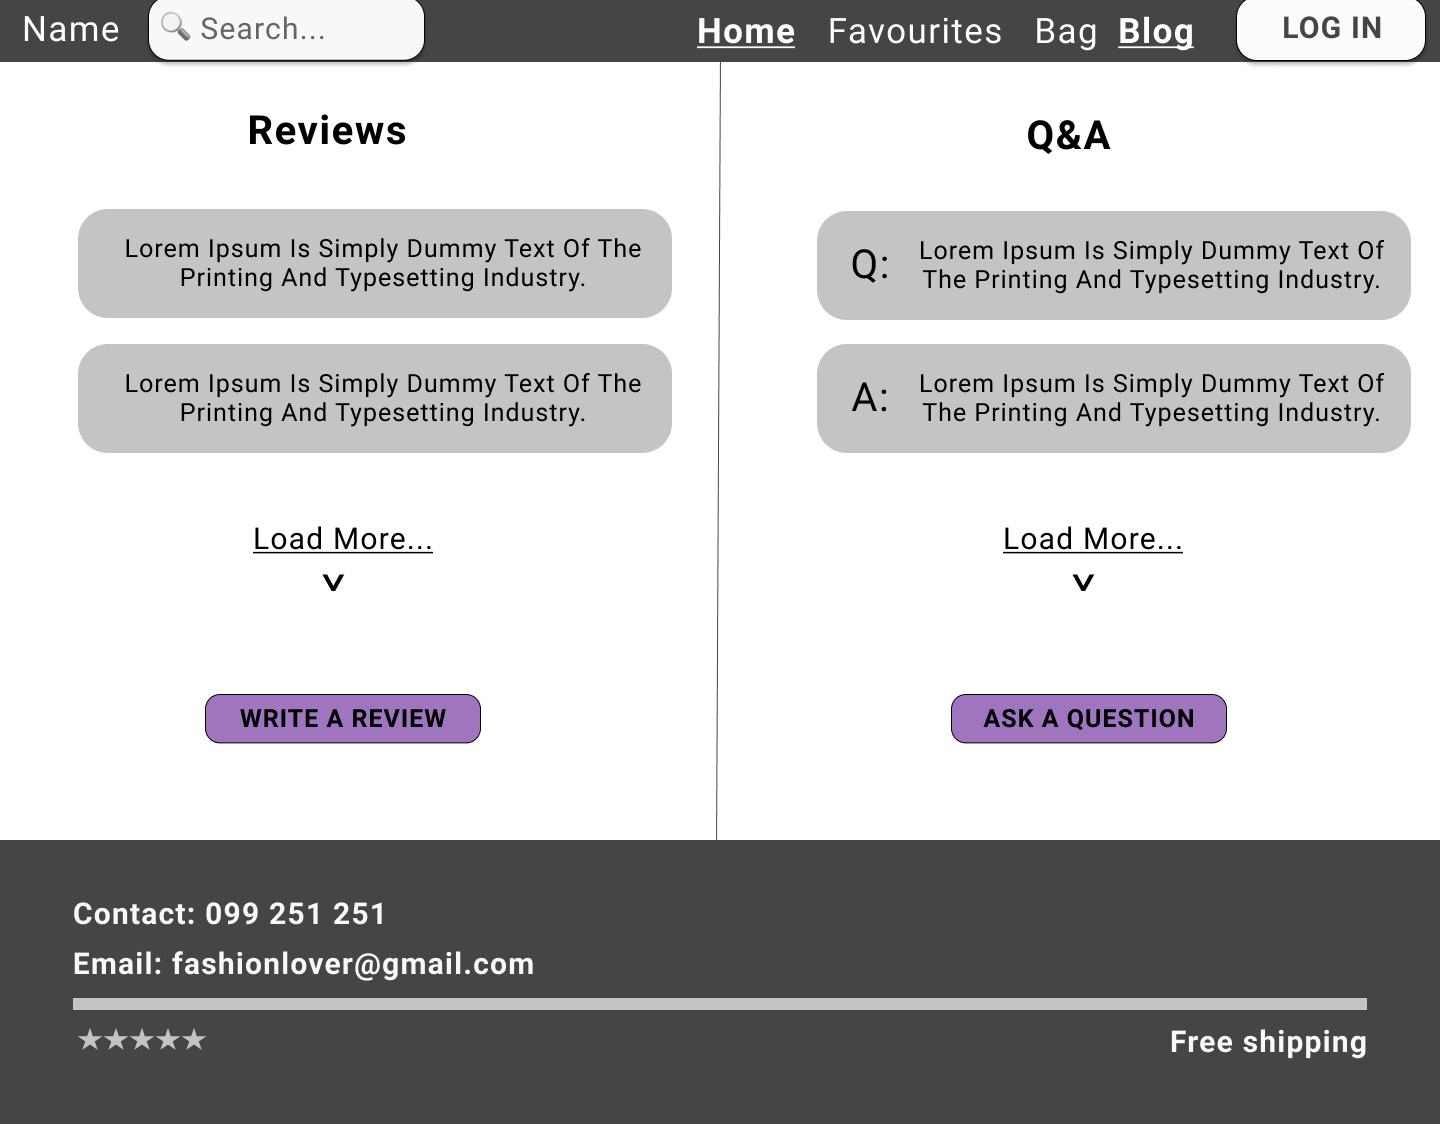 Name
Search...
Home Favourites Bag Blog
LOG IN
Reviews
Lorem Ipsum Is Simply Dummy Text Of The
Printing And Typesetting Industry.
Lorem Ipsum Is Simply Dummy Text Of The
Printing And Typesetting Industry.
Load More...
WRITE A REVIEW
Q&A
Q:
Lorem Ipsum Is Simply Dummy Text Of
The Printing And Typesetting Industry.
A:
Lorem Ipsum Is Simply Dummy Text Of
The Printing And Typesetting Industry.
Load More...
ASK A QUESTION
Contact: 099 251 251
Email: fashionlover@gmail.com
★★★★★
Free shipping